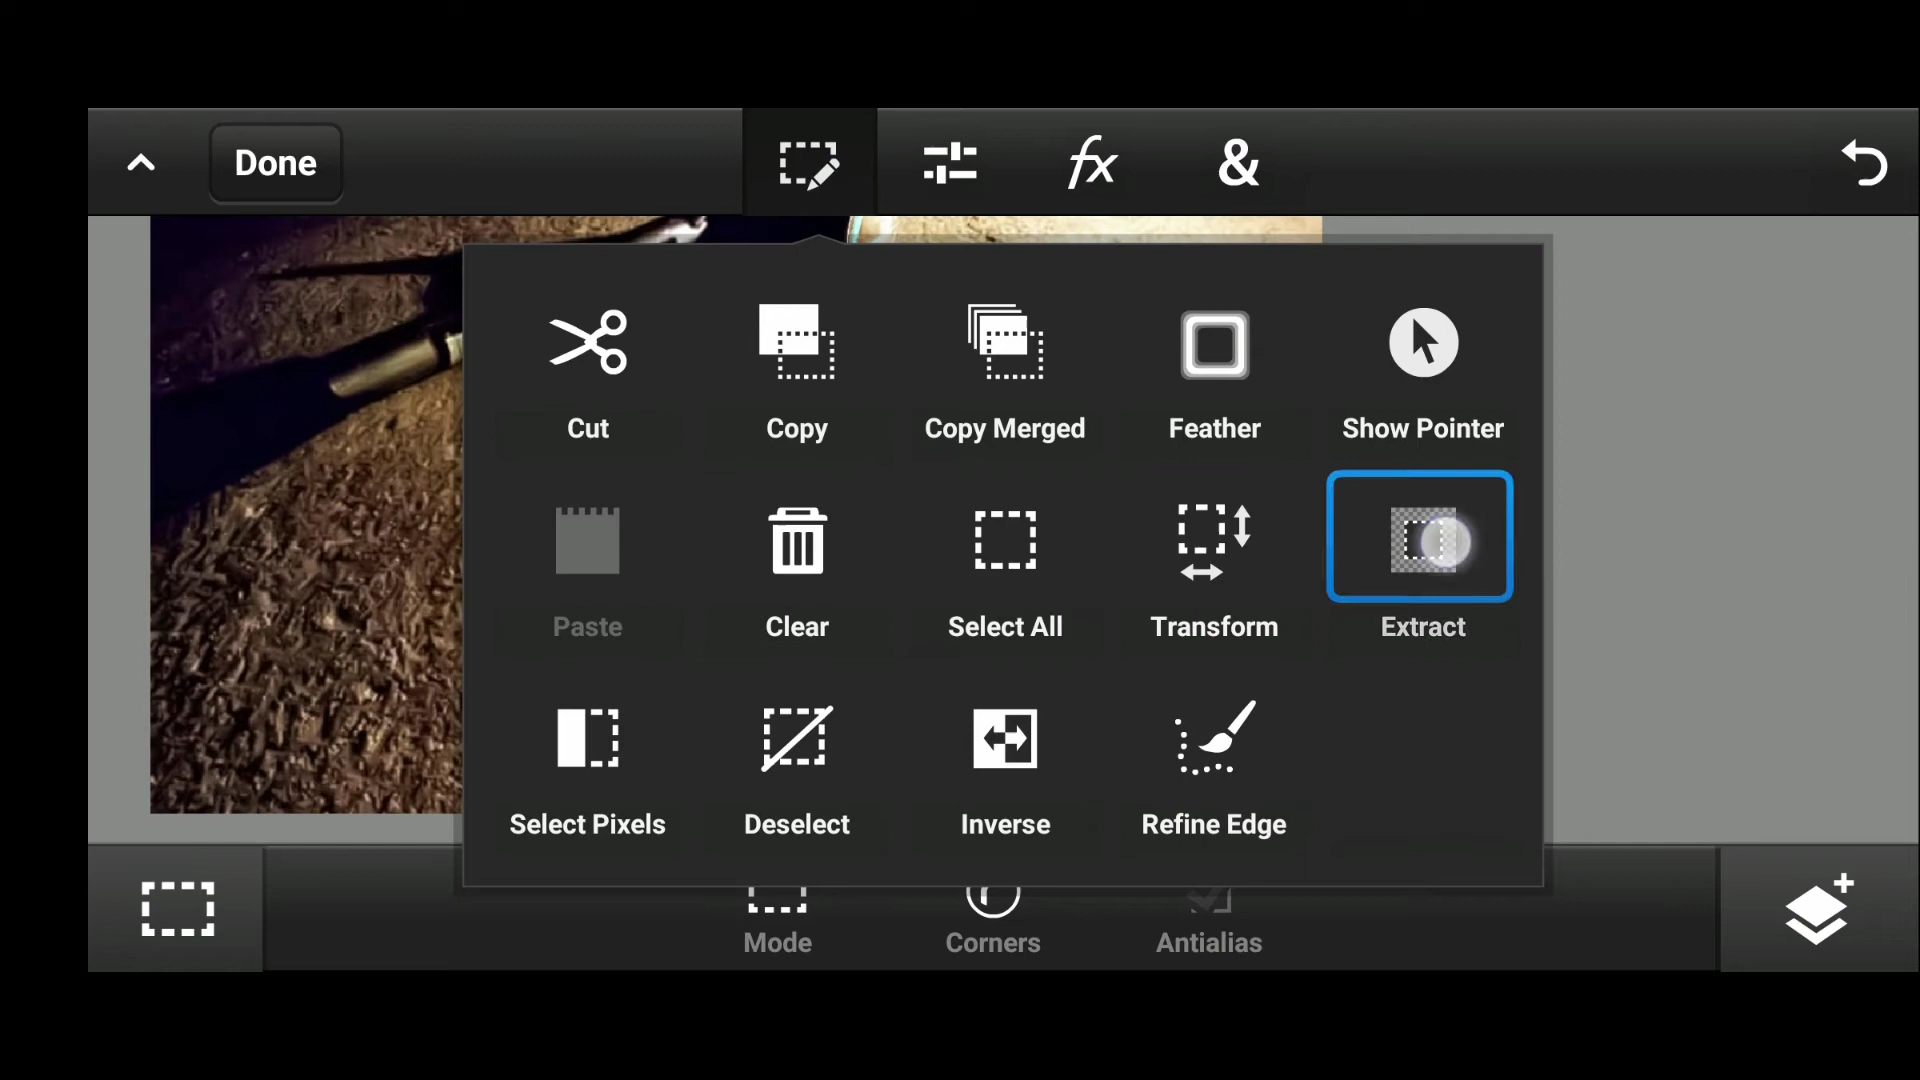 Done
fx
&
Cut
Copy
Copy Merged
Feather
Show Pointer
Paste
Clear
Select All
Transform
Extract
Select Pixels
Deselect
Inverse
Refine Edge
Mode
Corners
Antialias